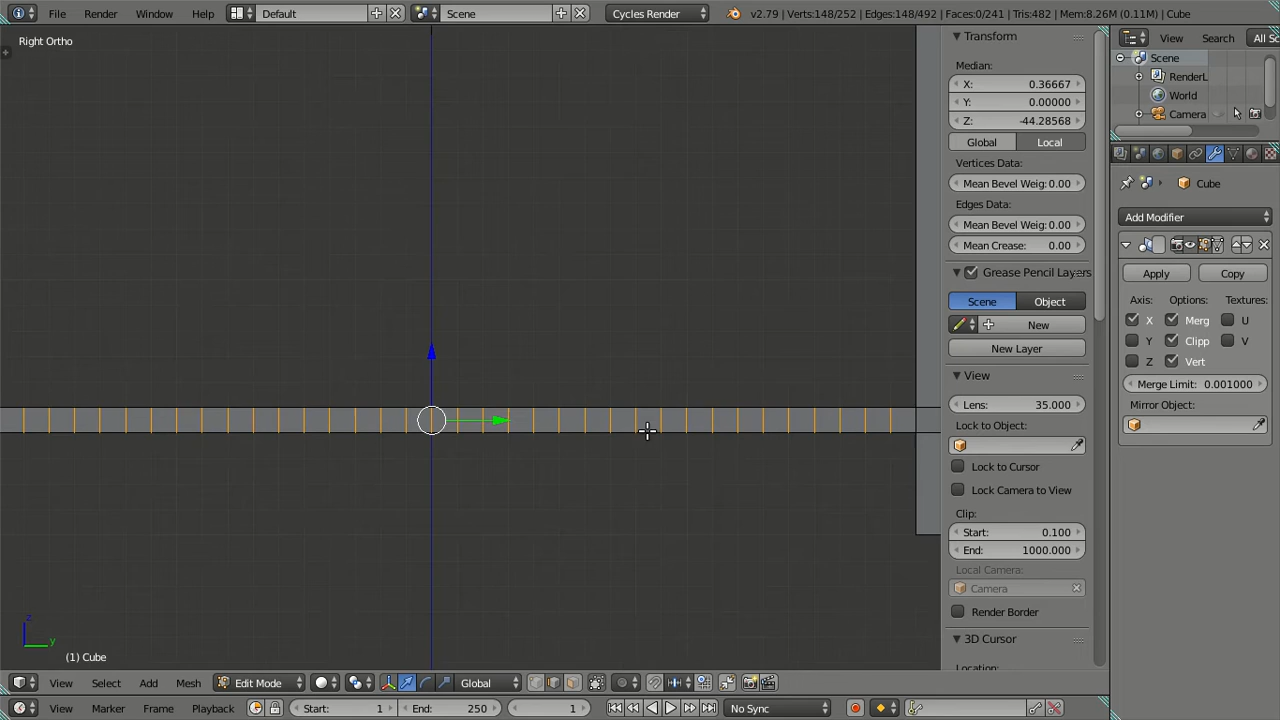 File Render Window Help Default Scene Cycles Render v2.79 | Verts:148/252 | Edges:148/492 | Faces:0/241 | Tris:482 | Mem:8.26M (0.11M) | Cube
Right Ortho
Transform
Median:
X: 0.36667
Y: 0.00000
Z: -44.28568
Global Local
Vertices Data:
Mean Bevel Weig: 0.00
Edges Data:
Mean Bevel Weig: 0.00
Mean Crease: 0.00
Grease Pencil Layers
Scene Object
New
New Layer
View
Lens: 35.000
Lock to Object:
Lock to Cursor
Lock Camera to View
Clip:
Start: 0.100
End: 1000.000
Local Camera:
Camera
Render Border
3D Cursor
Location:
View Search All Sc
Scene
RenderL
World
Camera
Cube
Add Modifier
Apply Copy
Axis: Options: Textures:
X Merg U
Y Clipp V
Z Vert
Merge Limit: 0.001000
Mirror Object:
z
y
(1) Cube
View Select Add Mesh Edit Mode Global
View Marker Frame Playback Start: 1 End: 250 1 No Sync